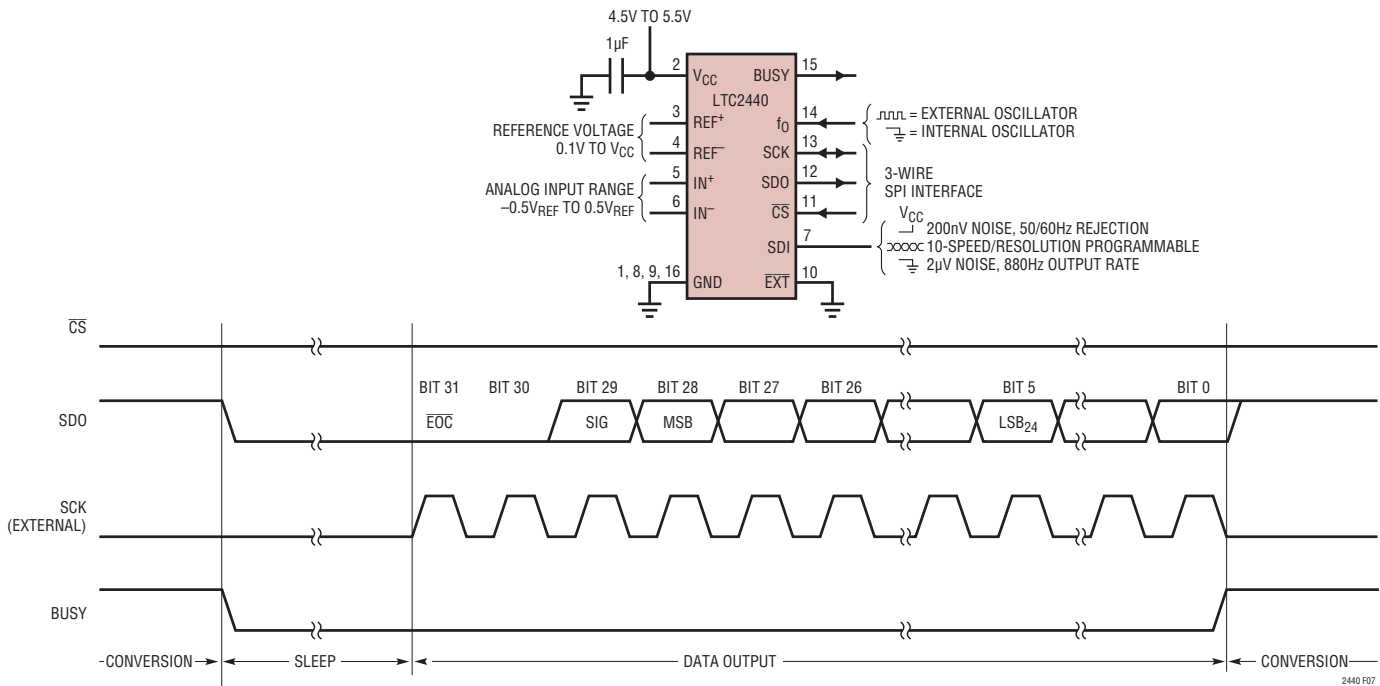 4.5V TO 5.5V
1µF
2
VCC
BUSY
15
LTC2440
REFERENCE VOLTAGE
0.1V TO VCC
3
REF+
4
REF–
fO
14
= EXTERNAL OSCILLATOR
= INTERNAL OSCILLATOR
SCK
13
SDO
12
CS
11
3-WIRE
SPI INTERFACE
ANALOG INPUT RANGE
–0.5VREF TO 0.5VREF
5
IN+
6
IN–
SDI
7
VCC
200nV NOISE, 50/60Hz REJECTION
10-SPEED/RESOLUTION PROGRAMMABLE
2µV NOISE, 880Hz OUTPUT RATE
1, 8, 9, 16
GND
EXT
10
CS
BIT 31 BIT 30 BIT 29 BIT 28 BIT 27 BIT 26 BIT 5 BIT 0
SDO
EOC SIG MSB LSB24
SCK
(EXTERNAL)
BUSY
CONVERSION SLEEP DATA OUTPUT CONVERSION
2440 F07